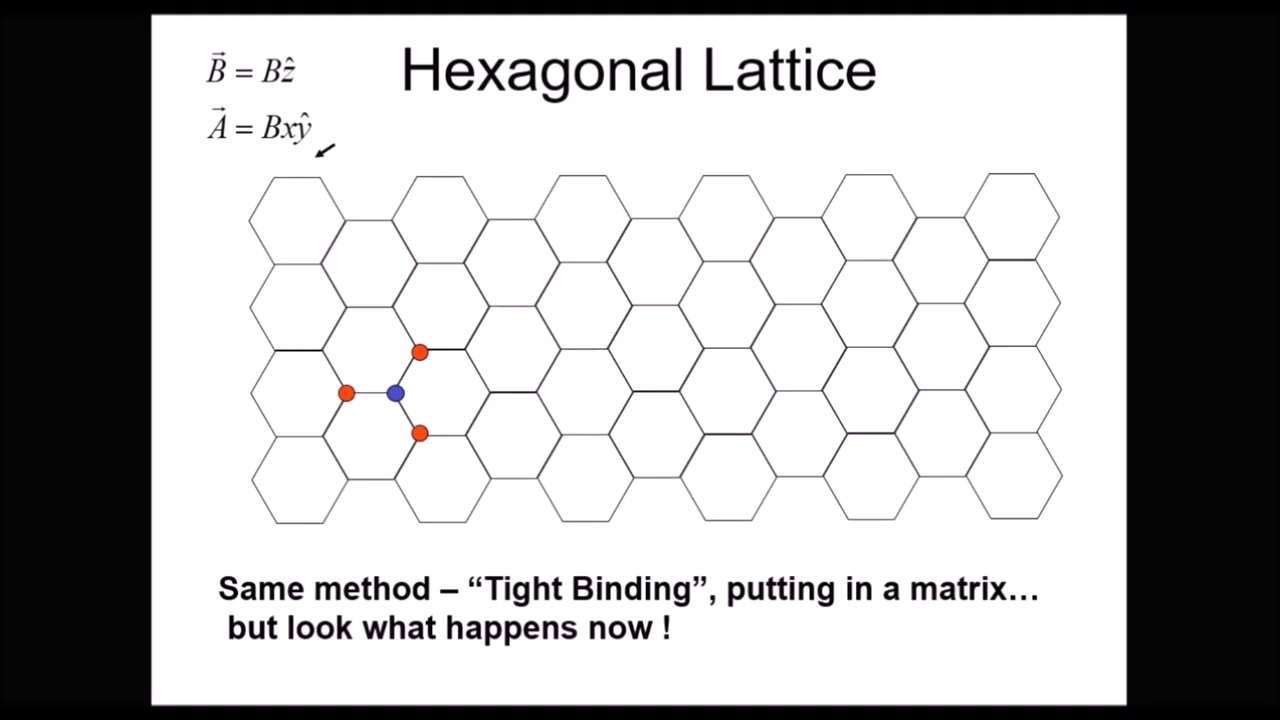 Hexagonal Lattice
B⃗ = Bẑ
A⃗ = Bxŷ
Same method – “Tight Binding”, putting in a matrix…
but look what happens now !